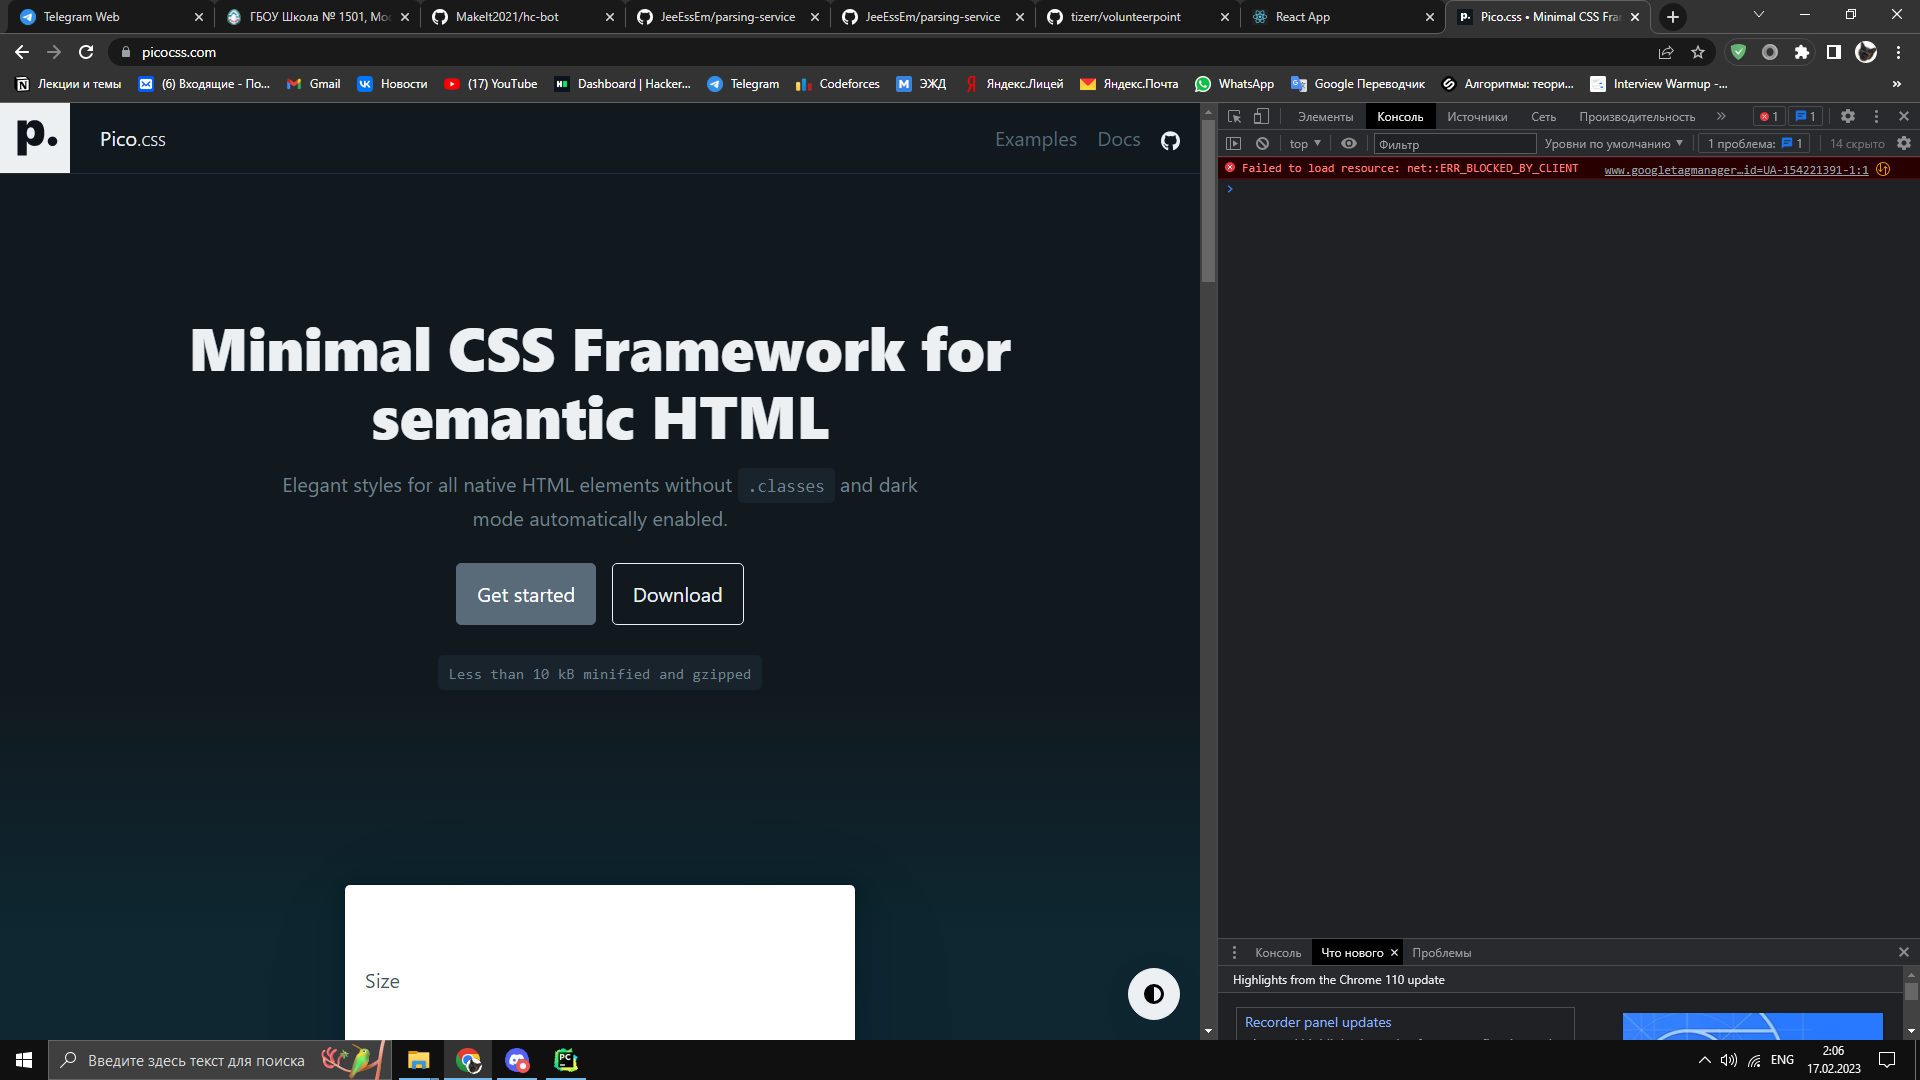 Telegram Web
ГБОУ Школа № 1501, Мо
MakeIt2021/hc-bot
JeeEssEm/parsing-service
JeeEssEm/parsing-service
tizerr/volunteerpoint
React App
Pico.css • Minimal CSS Fra
picocss.com
Лекции и темы
(6) Входящие - По...
Gmail
Новости
(17) YouTube
Dashboard | Hacker...
Telegram
Codeforces
ЭЖД
Яндекс.Лицей
Яндекс.Почта
WhatsApp
Google Переводчик
Алгоритмы: теори...
Interview Warmup -...
»
p.
Pico.css
Examples
Docs
Minimal CSS Framework for
semantic HTML
Elegant styles for all native HTML elements without .classes and dark
mode automatically enabled.
Get started
Download
Less than 10 kB minified and gzipped
Size
Элементы
Консоль
Источники
Сеть
Производительность
»
1
1
top
Фильтр
Уровни по умолчанию
1 проблема: 1
14 скрыто
Failed to load resource: net::ERR_BLOCKED_BY_CLIENT
www.googletagmanager…id=UA-154221391-1:1
Консоль
Что нового
Проблемы
Highlights from the Chrome 110 update
Recorder panel updates
Введите здесь текст для поиска
ENG
2:06
17.02.2023